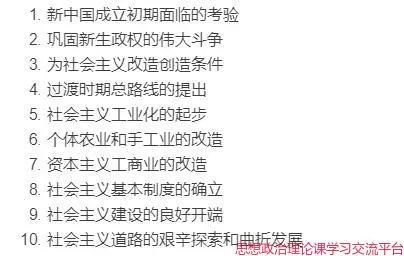 1. 新中国成立初期面临的考验
2. 巩固新生政权的伟大斗争
3. 为社会主义改造创造条件
4. 过渡时期总路线的提出
5. 社会主义工业化的起步
6. 个体农业和手工业的改造
7. 资本主义工商业的改造
8. 社会主义基本制度的确立
9. 社会主义建设的良好开端
10. 社会主义道路的艰辛探索和曲折发展
思想政治理论课学习交流平台